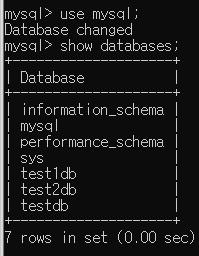 mysql> use mysql;
Database changed
mysql> show databases;
+--------------------+
| Database           |
+--------------------+
| information_schema |
| mysql              |
| performance_schema |
| sys                |
| test1db            |
| test2db            |
| testdb             |
+--------------------+
7 rows in set (0.00 sec)